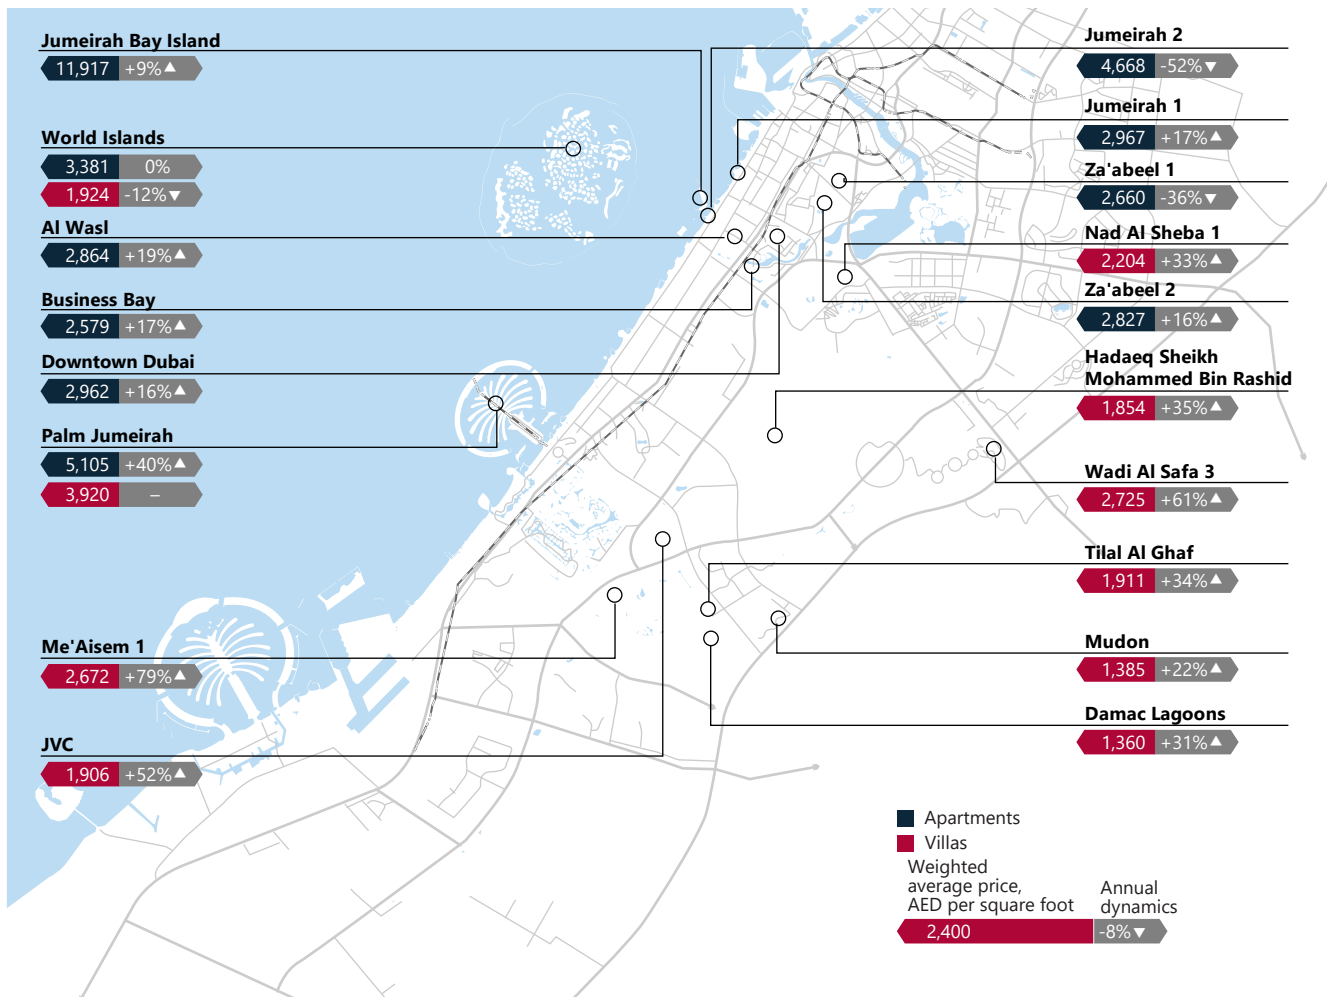 Jumeirah Bay Island
11,917 +9%▲
World Islands
3,381 0%
1,924 -12%▼
Al Wasl
2,864 +19%▲
Business Bay
2,579 +17%▲
Downtown Dubai
2,962 +16%▲
Palm Jumeirah
5,105 +40%▲
3,920 –
Me'Aisem 1
2,672 +79%▲
JVC
1,906 +52%▲
Jumeirah 2
4,668 -52%▼
Jumeirah 1
2,967 +17%▲
Za'abeel 1
2,660 -36%▼
Nad Al Sheba 1
2,204 +33%▲
Za'abeel 2
2,827 +16%▲
Hadaeq Sheikh
Mohammed Bin Rashid
1,854 +35%▲
Wadi Al Safa 3
2,725 +61%▲
Tilal Al Ghaf
1,911 +34%▲
Mudon
1,385 +22%▲
Damac Lagoons
1,360 +31%▲
Apartments
Villas
Weighted
average price,
AED per square foot
Annual
dynamics
2,400 -8%▼